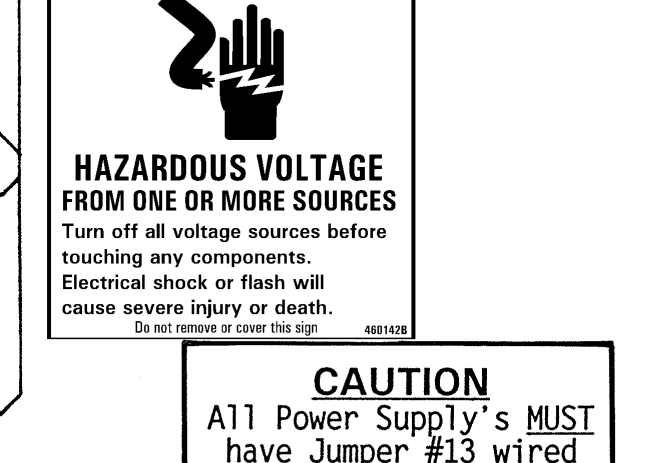 HAZARDOUS VOLTAGE
FROM ONE OR MORE SOURCES
Turn off all voltage sources before
touching any components.
Electrical shock or flash will
cause severe injury or death.
Do not remove or cover this sign 460142B
CAUTION
All Power Supply's MUST
have Jumper #13 wired